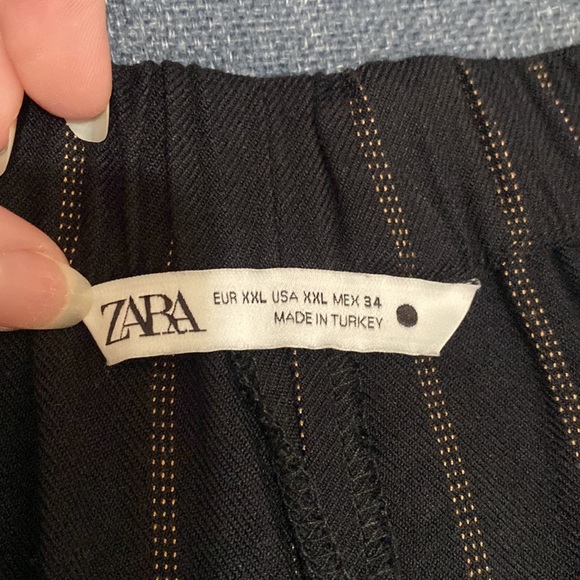 ZARA
EUR XXL USA XXL MEX 34
MADE IN TURKEY